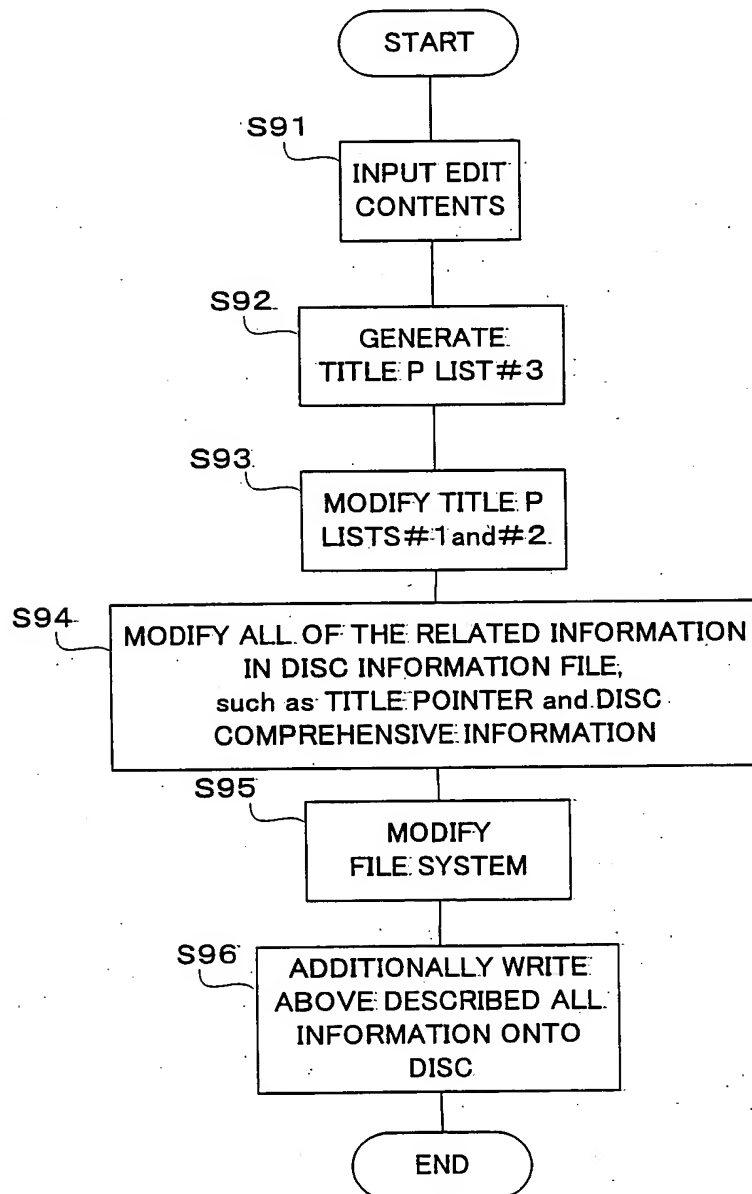 START
S91
INPUT EDIT
CONTENTS
S92
GENERATE
TITLE P LIST#3
S93
MODIFY TITLE P
LISTS#1 and #2
S94
MODIFY ALL OF THE RELATED INFORMATION
IN DISC INFORMATION FILE,
such as TITLE POINTER and DISC
COMPREHENSIVE INFORMATION
S95
MODIFY
FILE SYSTEM
S96
ADDITIONALLY WRITE
ABOVE DESCRIBED ALL
INFORMATION ONTO
DISC
END